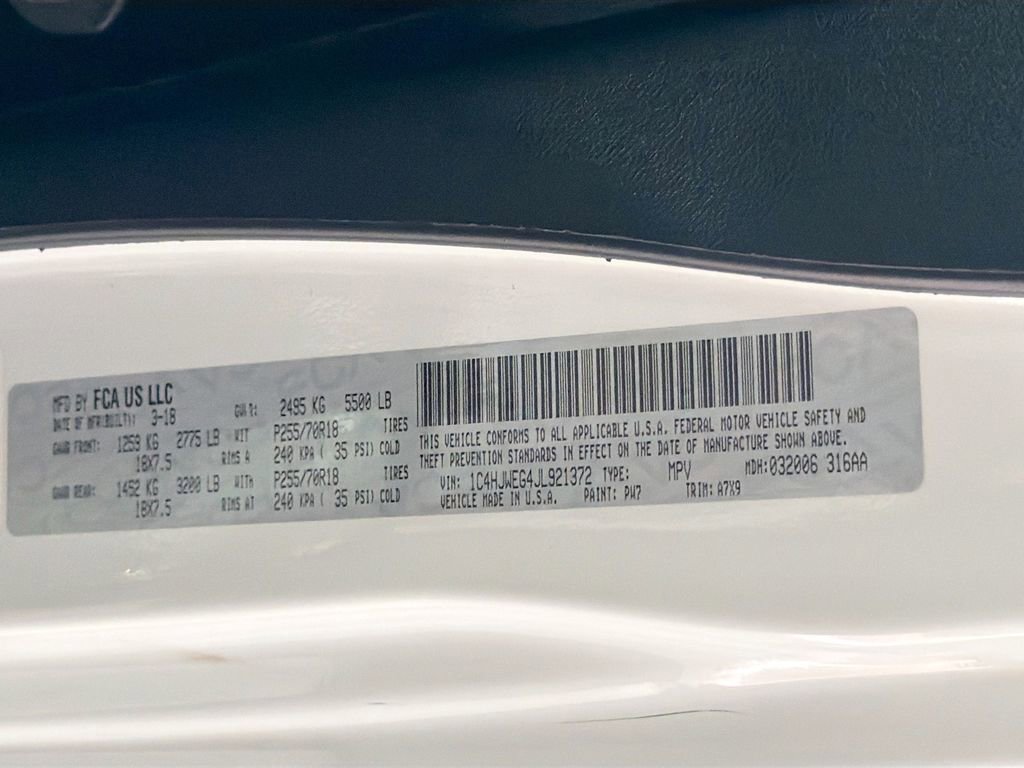 MFD BY FCA US LLC
DATE OF MFR(BUILT): 3-18 GVWR: 2495 KG 5500 LB
GAWR FRONT: 1259 KG 2775 LB WITH P255/70R18 TIRES
18X7.5 RIMS A 240 KPA ( 35 PSI) COLD
GAWR REAR: 1452 KG 3200 LB WITH P255/70R18 TIRES
18X7.5 RIMS AT 240 KPA ( 35 PSI) COLD
THIS VEHICLE CONFORMS TO ALL APPLICABLE U.S.A. FEDERAL MOTOR VEHICLE SAFETY AND
THEFT PREVENTION STANDARDS IN EFFECT ON THE DATE OF MANUFACTURE SHOWN ABOVE.
VIN: 1C4HJWEG4JL921372 TYPE: MPV MDH:032006 316AA
VEHICLE MADE IN U.S.A. PAINT: PW7 TRIM: A7X9